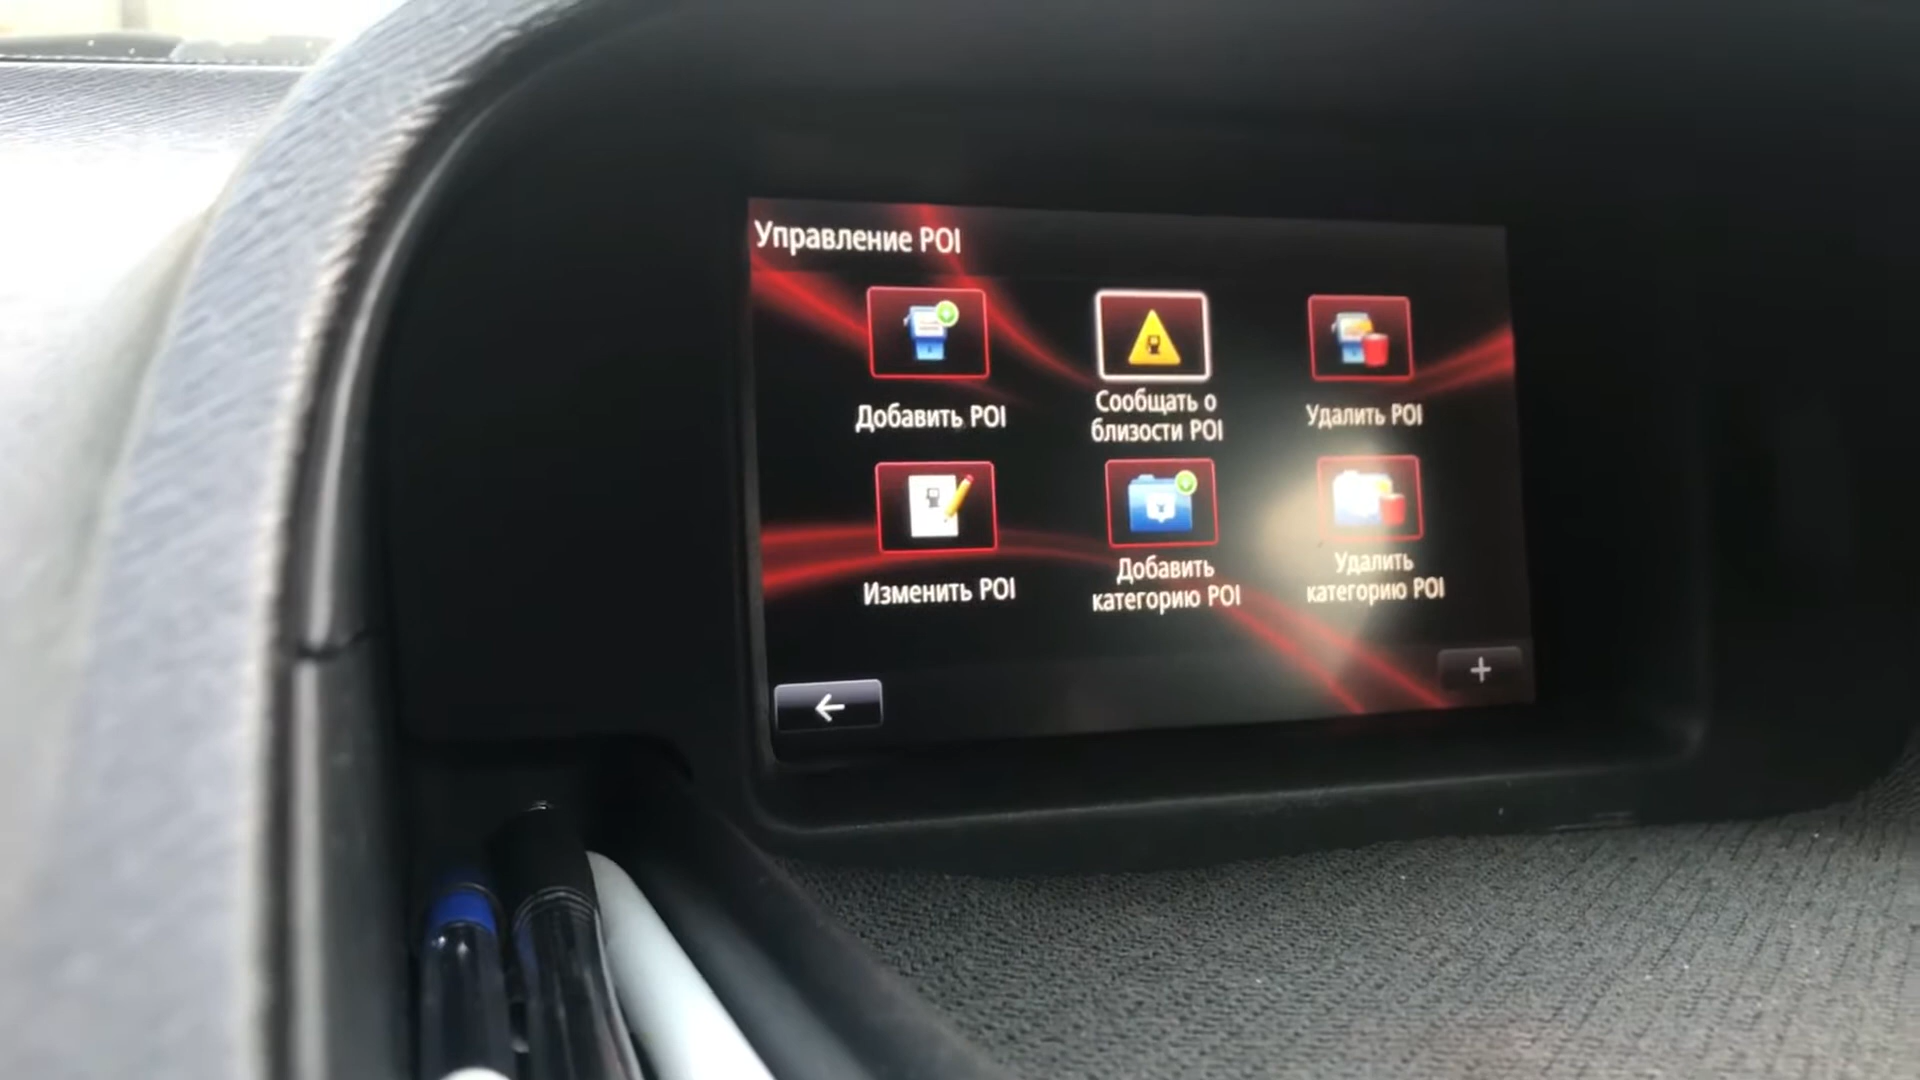 Управление POI
Добавить POI
Сообщать о
близости POI
Удалить POI
Изменить POI
Добавить
категорию POI
Удалить
категорию POI